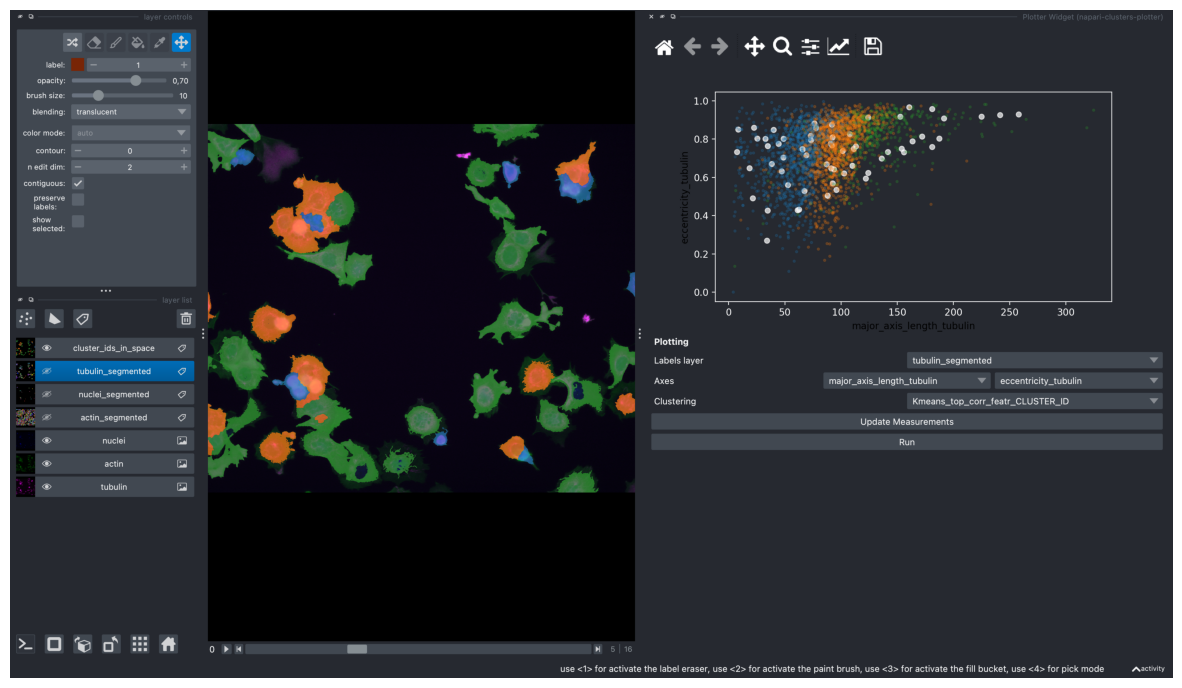 layer controls
label: 1
opacity: 0,70
brush size: 10
blending: translucent
color mode: auto
contour: 0
n edit dim: 2
contiguous:
preserve
labels:
show
selected:
layer list
cluster_ids_in_space
tubulin_segmented
nuclei_segmented
actin_segmented
nuclei
actin
tubulin
0 5 | 16
Plotter Widget (napari-clusters-plotter)
1.0
0.8
0.6
0.4
0.2
0.0
eccentricity_tubulin
0 50 100 150 200 250 300
major_axis_length_tubulin
Plotting
Labels layer tubulin_segmented
Axes major_axis_length_tubulin eccentricity_tubulin
Clustering Kmeans_top_corr_featr_CLUSTER_ID
Update Measurements
Run
use <1> for activate the label eraser, use <2> for activate the paint brush, use <3> for activate the fill bucket, use <4> for pick mode
activity